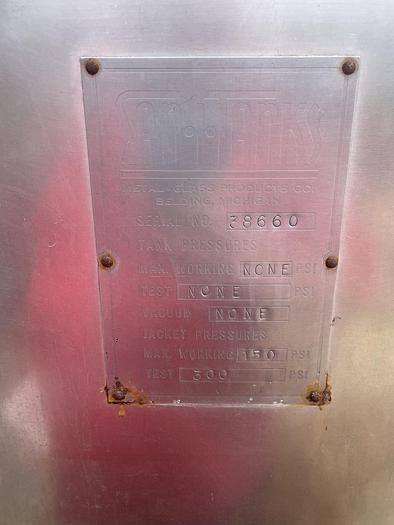 METAL-GLASS PRODUCTS CO.
BELDING, MICHIGAN
SERIAL NO. 38660
TANK PRESSURES
MAX. WORKING NONE PSI
TEST NONE PSI
VACUUM NONE
JACKET PRESSURES
MAX. WORKING 150 PSI
TEST 300 PSI